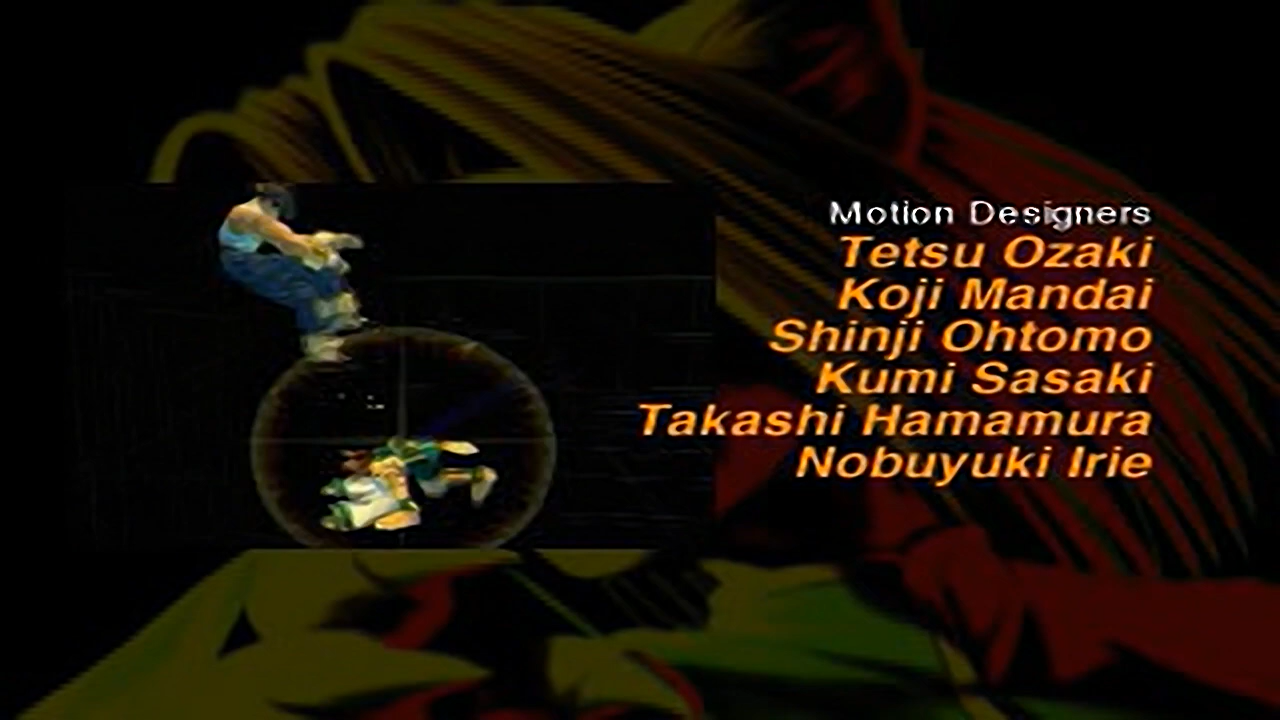 Motion Designers
Tetsu Ozaki
Koji Mandai
Shinji Ohtomo
Kumi Sasaki
Takashi Hamamura
Nobuyuki Irie